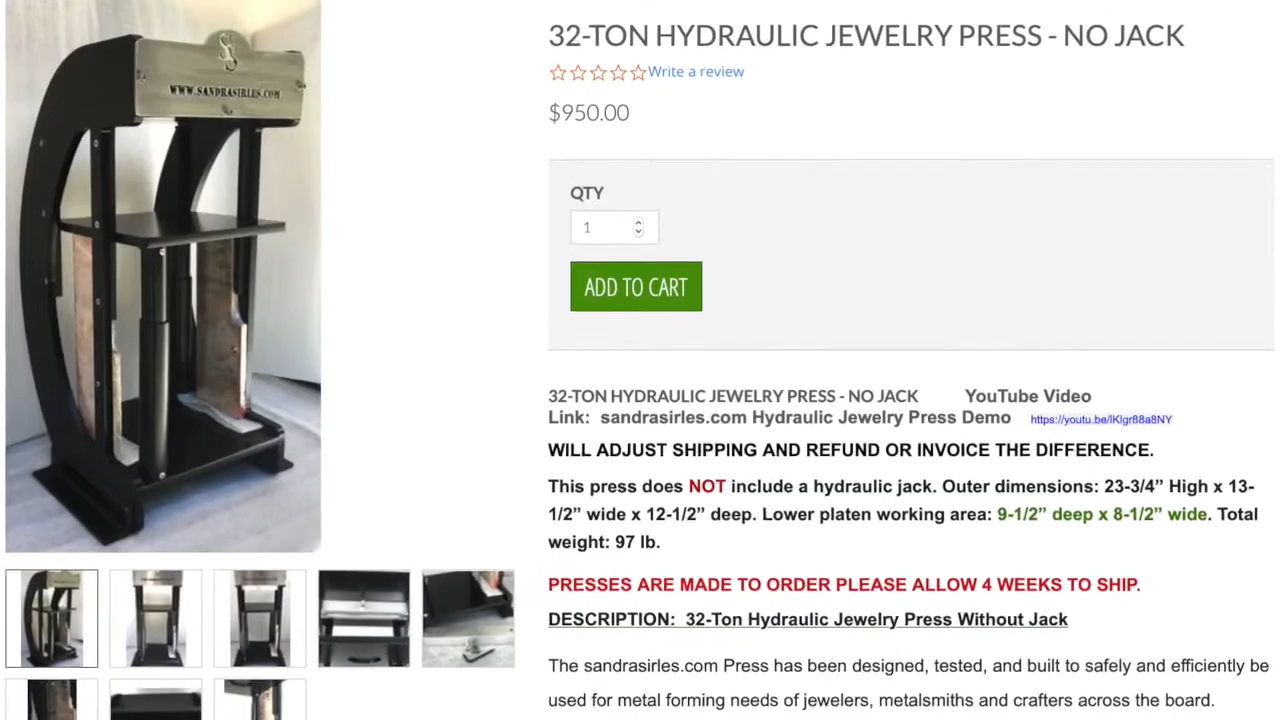 WWW.SANDRASIRLES.COM
32-TON HYDRAULIC JEWELRY PRESS - NO JACK
Write a review
$950.00
QTY
1
ADD TO CART
32-TON HYDRAULIC JEWELRY PRESS - NO JACK YouTube Video
Link: sandrasirles.com Hydraulic Jewelry Press Demo https://youtu.be/lKlgr88a8NY
WILL ADJUST SHIPPING AND REFUND OR INVOICE THE DIFFERENCE.
This press does NOT include a hydraulic jack. Outer dimensions: 23-3/4” High x 13-
1/2” wide x 12-1/2” deep. Lower platen working area: 9-1/2” deep x 8-1/2” wide. Total
weight: 97 lb.
PRESSES ARE MADE TO ORDER PLEASE ALLOW 4 WEEKS TO SHIP.
DESCRIPTION: 32-Ton Hydraulic Jewelry Press Without Jack
The sandrasirles.com Press has been designed, tested, and built to safely and efficiently be
used for metal forming needs of jewelers, metalsmiths and crafters across the board.